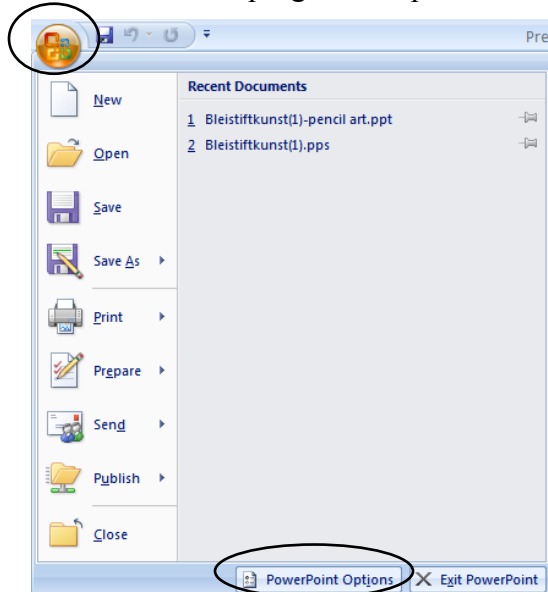 Pre
New
Recent Documents
1 Bleistiftkunst(1)-pencil art.ppt
2 Bleistiftkunst(1).pps
Open
Save
Save As
Print
Prepare
Send
Publish
Close
PowerPoint Options
Exit PowerPoint